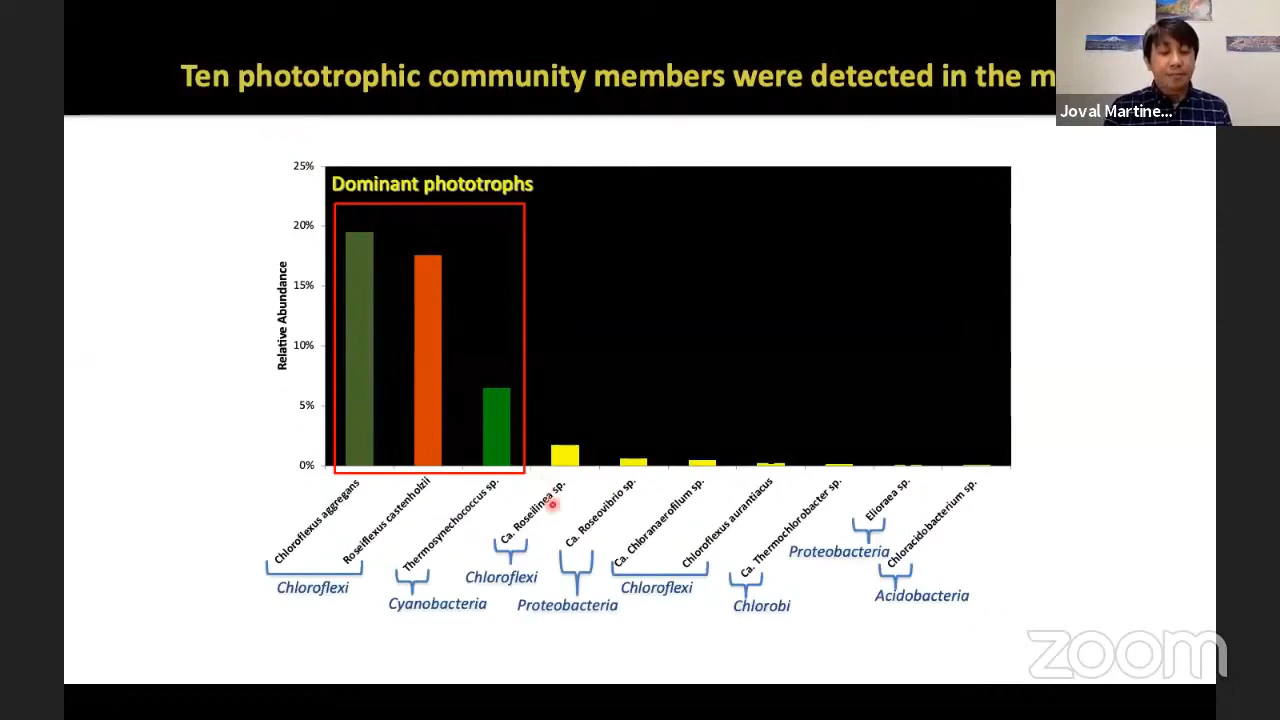 Ten phototrophic community members were detected in the m
Joval Martine...
25%
Dominant phototrophs
20%
15%
10%
5%
0%
Relative Abundance
Chloroflexus aggregans
Roseiflexus castenholzii
Thermosynechococcus sp.
Ca. Roseilinea sp.
Ca. Roseovibrio sp.
Ca. Chloranaerofilum sp.
Chloroflexus aurantiacus
Ca. Thermochlorobacter sp.
Elioraea sp.
Chloracidobacterium sp.
Chloroflexi
Cyanobacteria
Chloroflexi
Proteobacteria
Chloroflexi
Chlorobi
Proteobacteria
Acidobacteria
zoom